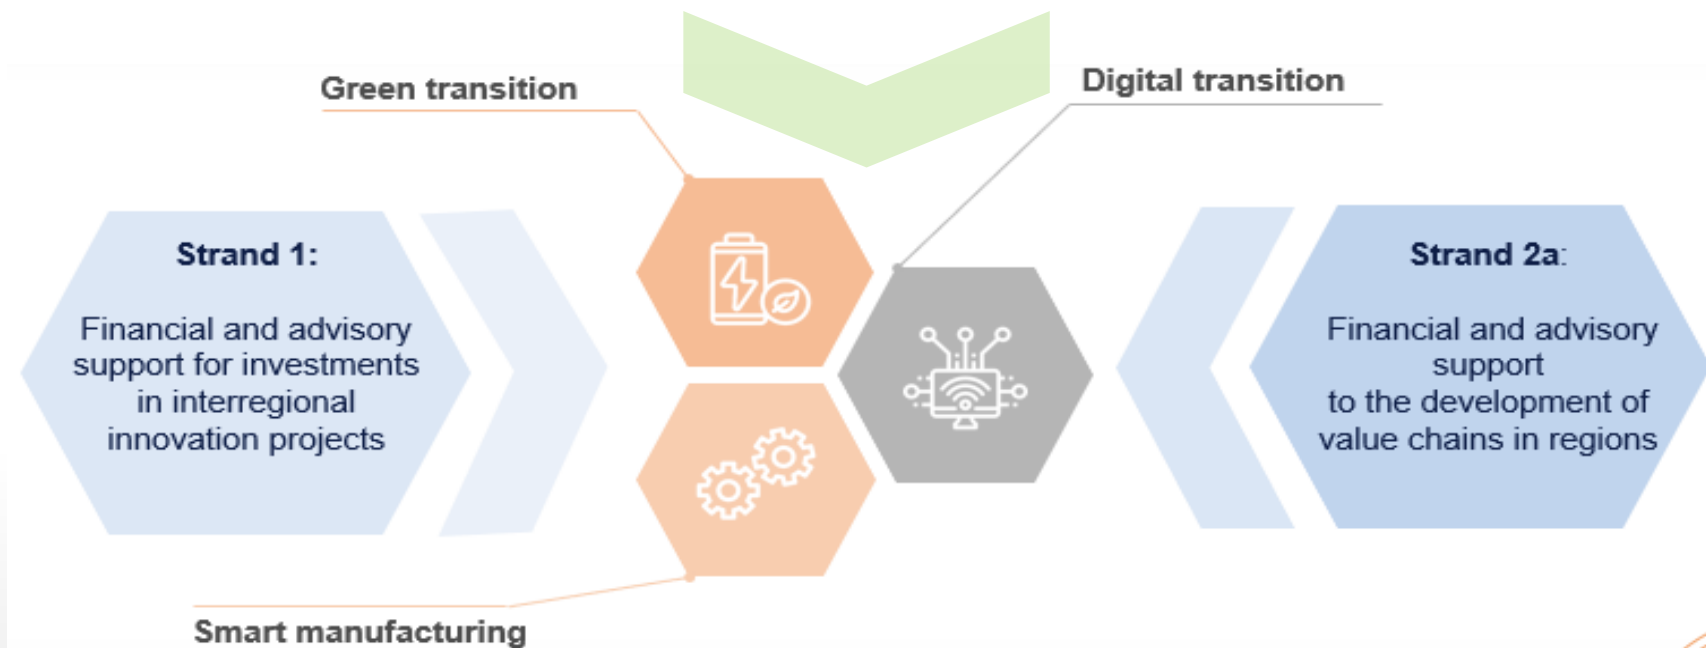 Green transition
Digital transition
Strand 1:
Financial and advisory
support for investments
in interregional
innovation projects
Strand 2a:
Financial and advisory
support
to the development of
value chains in regions
Smart manufacturing